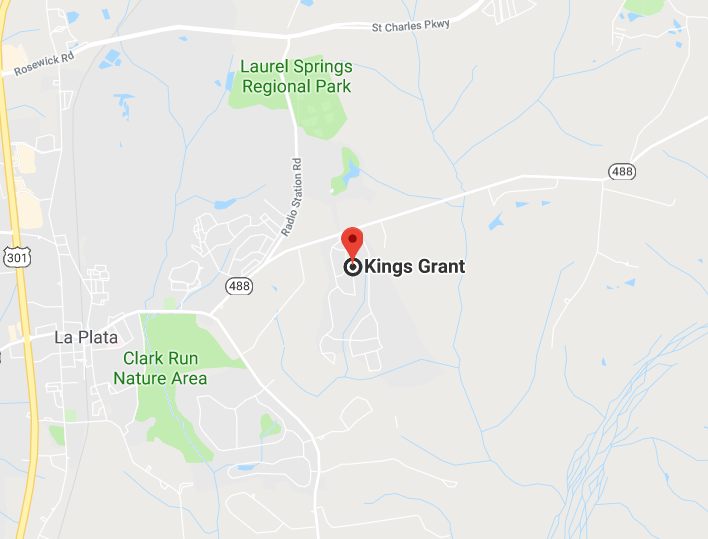 St Charles Pkwy
Rosewick Rd
Laurel Springs
Regional Park
488
Radio Station Rd
301
Kings Grant
488
La Plata
Clark Run
Nature Area